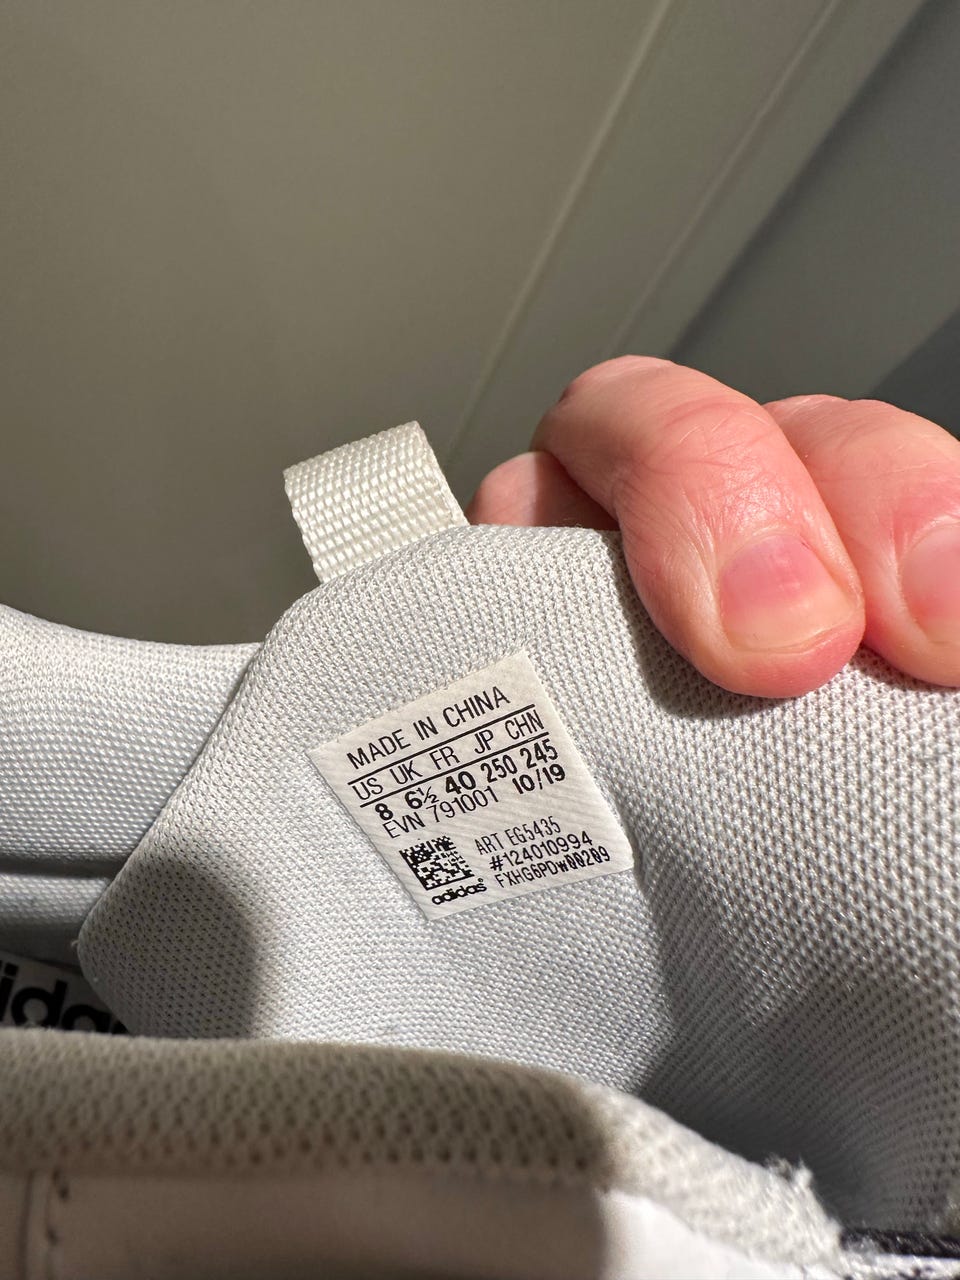 MADE IN CHINA
US UK FR JP CHN
8 6½ 40 250 245
EVN 791001 10/19
ART EG5435
#124010994
FXHG6PDW00209
adidas®